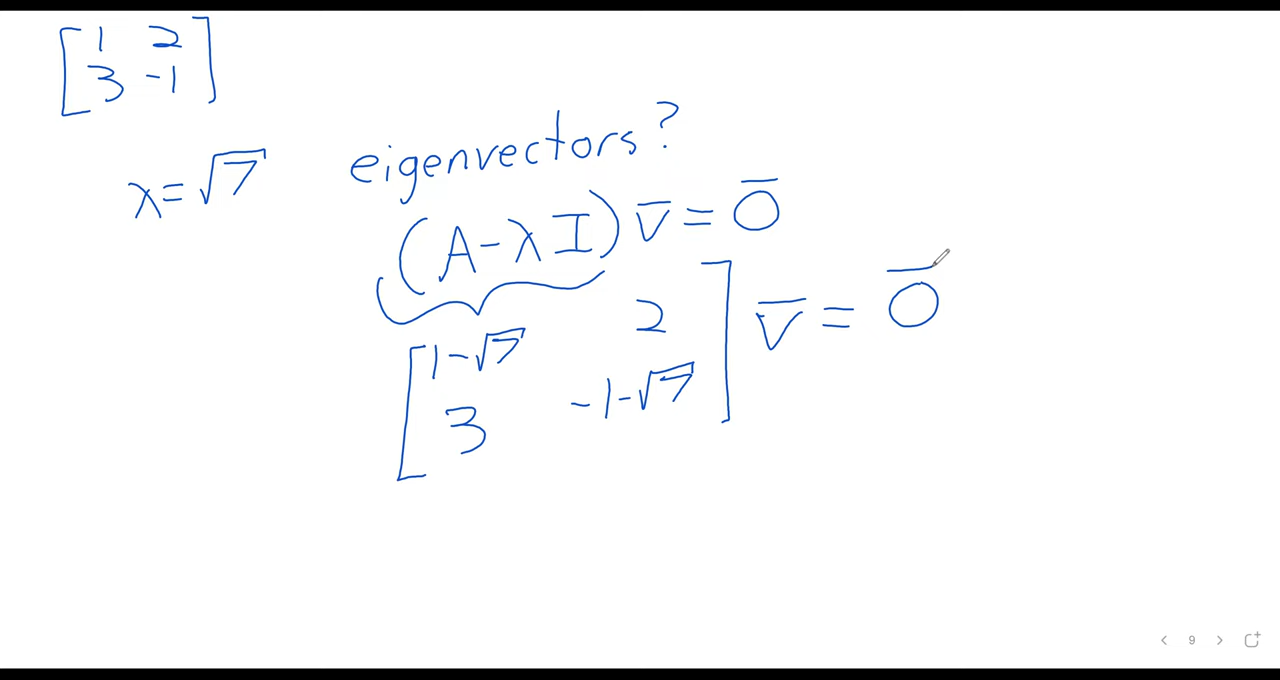 [1 2
3 -1]
λ=√7
eigenvectors?
(A-λI)v̅=0̅
[1-√7 2
3 -1-√7] v̅=0̅
< 9 >